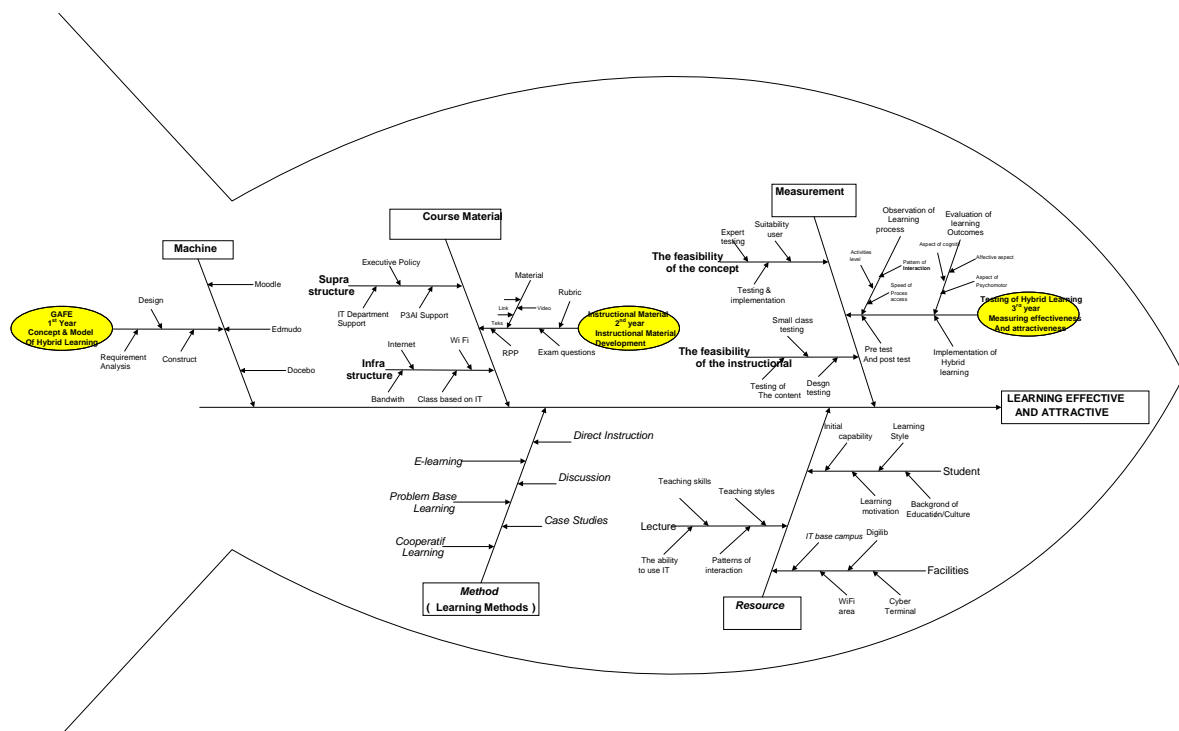 Machine
Moodle
Edmudo
Docebo
Design
Requirement
Analysis
Construct
GAFE
1st Year
Concept & Model
Of Hybrid Learning
Course Material
Executive Policy
Supra
structure
IT Department
Support
P3AI Support
Internet
Wi Fi
Infra
structure
Bandwith
Class based on IT
Material
Link
Video
Teks
Rubric
RPP
Exam questions
Instructional Material
2nd year
Instructional Material
Development
Measurement
Expert
testing
Suitability
user
The feasibility
of the concept
Testing &
implementation
Small class
testing
The feasibility
of the instructional
Testing of
The content
Desgn
testing
Observation of
Learning
process
Activities
level
Pattern of
Interaction
Speed of
Proces
access
Evaluation of
learning
Outcomes
Aspect of cognitif
Affective aspect
Aspect of
Psychomotor
Pre test
And post test
Implementation of
Hybrid
learning
Testing of Hybrid Learning
3rd year
Measuring effectiveness
And attractiveness
LEARNING EFFECTIVE
AND ATTRACTIVE
Direct Instruction
E-learning
Discussion
Problem Base
Learning
Case Studies
Cooperatif
Learning
Method
( Learning Methods )
Initial
capability
Learning
Style
Student
Learning
motivation
Backgrond of
Education/Culture
Teaching skills
Teaching styles
Lecture
The ability
to use IT
Patterns of
interaction
IT base campus
Digilib
Facilities
WiFi
area
Cyber
Terminal
Resource